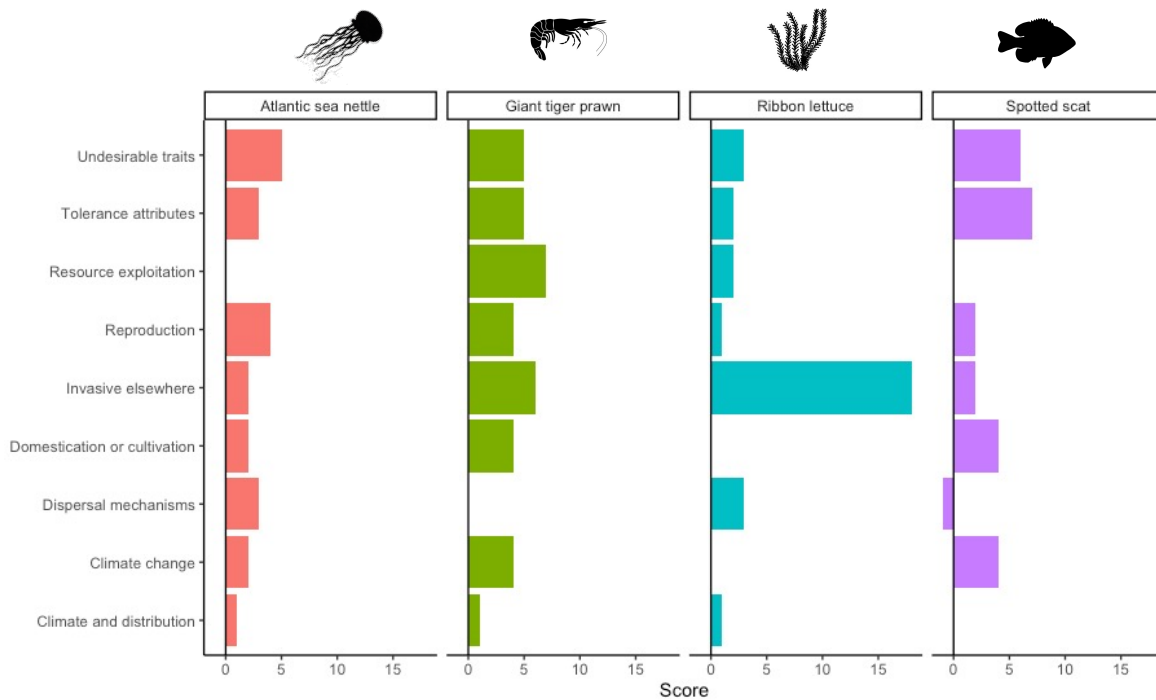 Atlantic sea nettle
Giant tiger prawn
Ribbon lettuce
Spotted scat
Undesirable traits
Tolerance attributes
Resource exploitation
Reproduction
Invasive elsewhere
Domestication or cultivation
Dispersal mechanisms
Climate change
Climate and distribution
0 5 10 15
0 5 10 15
0 5 10 15
0 5 10 15
Score